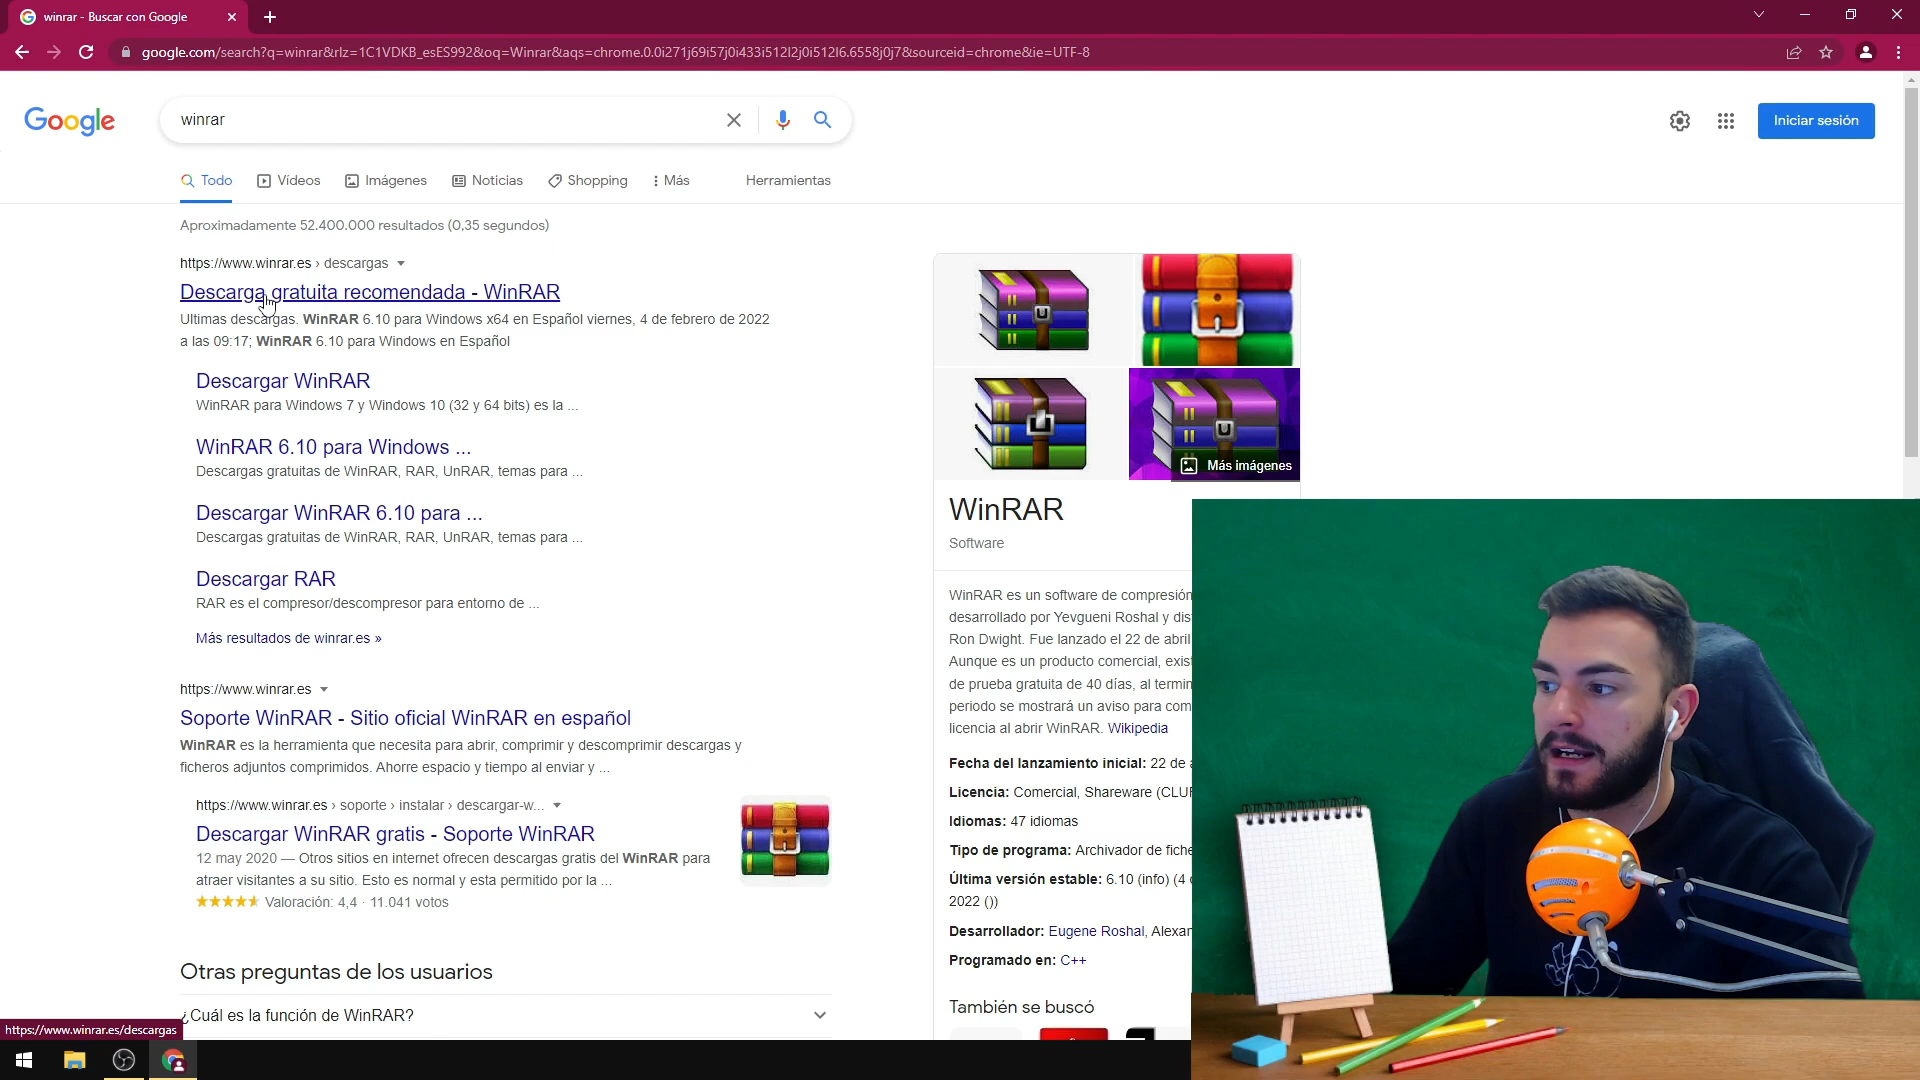 winrar - Buscar con Google
google.com/search?q=winrar&rlz=1C1VDKB_esES992&oq=Winrar&aqs=chrome.0.0i271j69i57j0i433i512l2j0i512l6.6558j0j7&sourceid=chrome&ie=UTF-8
Google
winrar
Iniciar sesión
Todo
Vídeos
Imágenes
Noticias
Shopping
Más
Herramientas
Aproximadamente 52.400.000 resultados (0,35 segundos)
https://www.winrar.es › descargas
Descarga gratuita recomendada - WinRAR
Ultimas descargas. WinRAR 6.10 para Windows x64 en Español viernes, 4 de febrero de 2022
a las 09:17; WinRAR 6.10 para Windows en Español
Descargar WinRAR
WinRAR para Windows 7 y Windows 10 (32 y 64 bits) es la ...
WinRAR 6.10 para Windows ...
Descargas gratuitas de WinRAR, RAR, UnRAR, temas para ...
Descargar WinRAR 6.10 para ...
Descargas gratuitas de WinRAR, RAR, UnRAR, temas para ...
Descargar RAR
RAR es el compresor/descompresor para entorno de ...
Más resultados de winrar.es »
https://www.winrar.es
Soporte WinRAR - Sitio oficial WinRAR en español
WinRAR es la herramienta que necesita para abrir, comprimir y descomprimir descargas y
ficheros adjuntos comprimidos. Ahorre espacio y tiempo al enviar y ...
https://www.winrar.es › soporte › instalar › descargar-w...
Descargar WinRAR gratis - Soporte WinRAR
12 may 2020 — Otros sitios en internet ofrecen descargas gratis del WinRAR para
atraer visitantes a su sitio. Esto es normal y esta permitido por la ...
Valoración: 4,4 · 11.041 votos
Otras preguntas de los usuarios
¿Cuál es la función de WinRAR?
https://www.winrar.es/descargas
Más imágenes
WinRAR
Software
WinRAR es un software de compresión
desarrollado por Yevgueni Roshal y dis
Ron Dwight. Fue lanzado el 22 de abril
Aunque es un producto comercial, exis
de prueba gratuita de 40 días, al termin
periodo se mostrará un aviso para com
licencia al abrir WinRAR. Wikipedia
Fecha del lanzamiento inicial: 22 de a
Licencia: Comercial, Shareware (CLUF
Idiomas: 47 idiomas
Tipo de programa: Archivador de fiche
Última versión estable: 6.10 (info) (4
2022 ())
Desarrollador: Eugene Roshal, Alexan
Programado en: C++
También se buscó